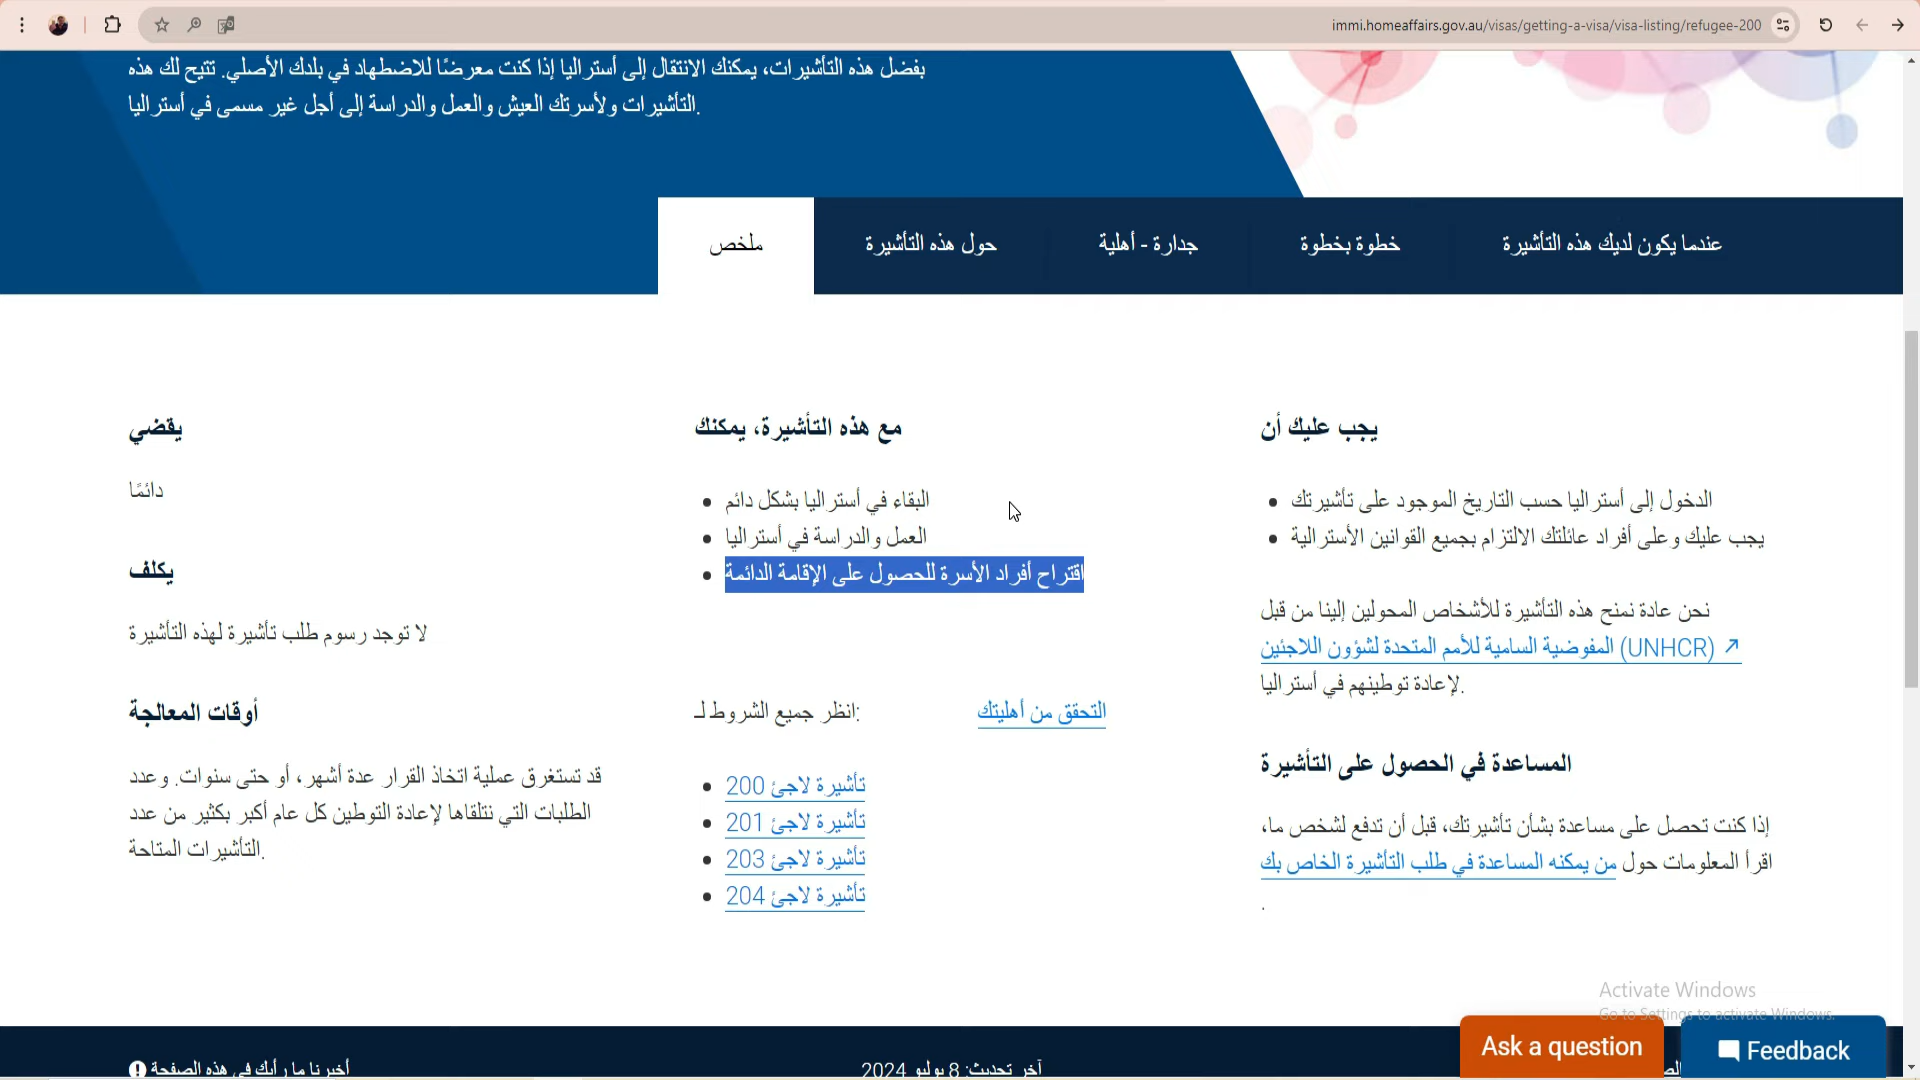 immi.homeaffairs.gov.au/visas/getting-a-visa/visa-listing/refugee-200
بفضل هذه التأشيرات، يمكنك الانتقال إلى أستراليا إذا كنت معرضًا للاضطهاد في بلدك الأصلي. تتيح لك هذه
التأشيرات ولأسرتك العيش والعمل والدراسة إلى أجل غير مسمى في أستراليا.
ملخص
حول هذه التأشيرة
جدارة - أهلية
خطوة بخطوة
عندما يكون لديك هذه التأشيرة
يقضي
دائمًا
يكلف
لا توجد رسوم طلب تأشيرة لهذه التأشيرة
أوقات المعالجة
قد تستغرق عملية اتخاذ القرار عدة أشهر، أو حتى سنوات. وعدد
الطلبات التي نتلقاها لإعادة التوطين كل عام أكبر بكثير من عدد
التأشيرات المتاحة.
مع هذه التأشيرة، يمكنك
البقاء في أستراليا بشكل دائم
العمل والدراسة في أستراليا
اقتراح أفراد الأسرة للحصول على الإقامة الدائمة
انظر جميع الشروط لـ:
التحقق من أهليتك
تأشيرة لاجئ 200
تأشيرة لاجئ 201
تأشيرة لاجئ 203
تأشيرة لاجئ 204
يجب عليك أن
الدخول إلى أستراليا حسب التاريخ الموجود على تأشيرتك
يجب عليك وعلى أفراد عائلتك الالتزام بجميع القوانين الأسترالية
نحن عادة نمنح هذه التأشيرة للأشخاص المحولين إلينا من قبل
المفوضية السامية للأمم المتحدة لشؤون اللاجئين (UNHCR)
لإعادة توطينهم في أستراليا.
المساعدة في الحصول على التأشيرة
إذا كنت تحصل على مساعدة بشأن تأشيرتك، قبل أن تدفع لشخص ما،
اقرأ المعلومات حول من يمكنه المساعدة في طلب التأشيرة الخاص بك
.
Activate Windows
Go to Settings to activate Windows.
Ask a question
Feedback
أخبرنا ما رأيك في هذه الصفحة
آخر تحديث: 8 يوليو 2024